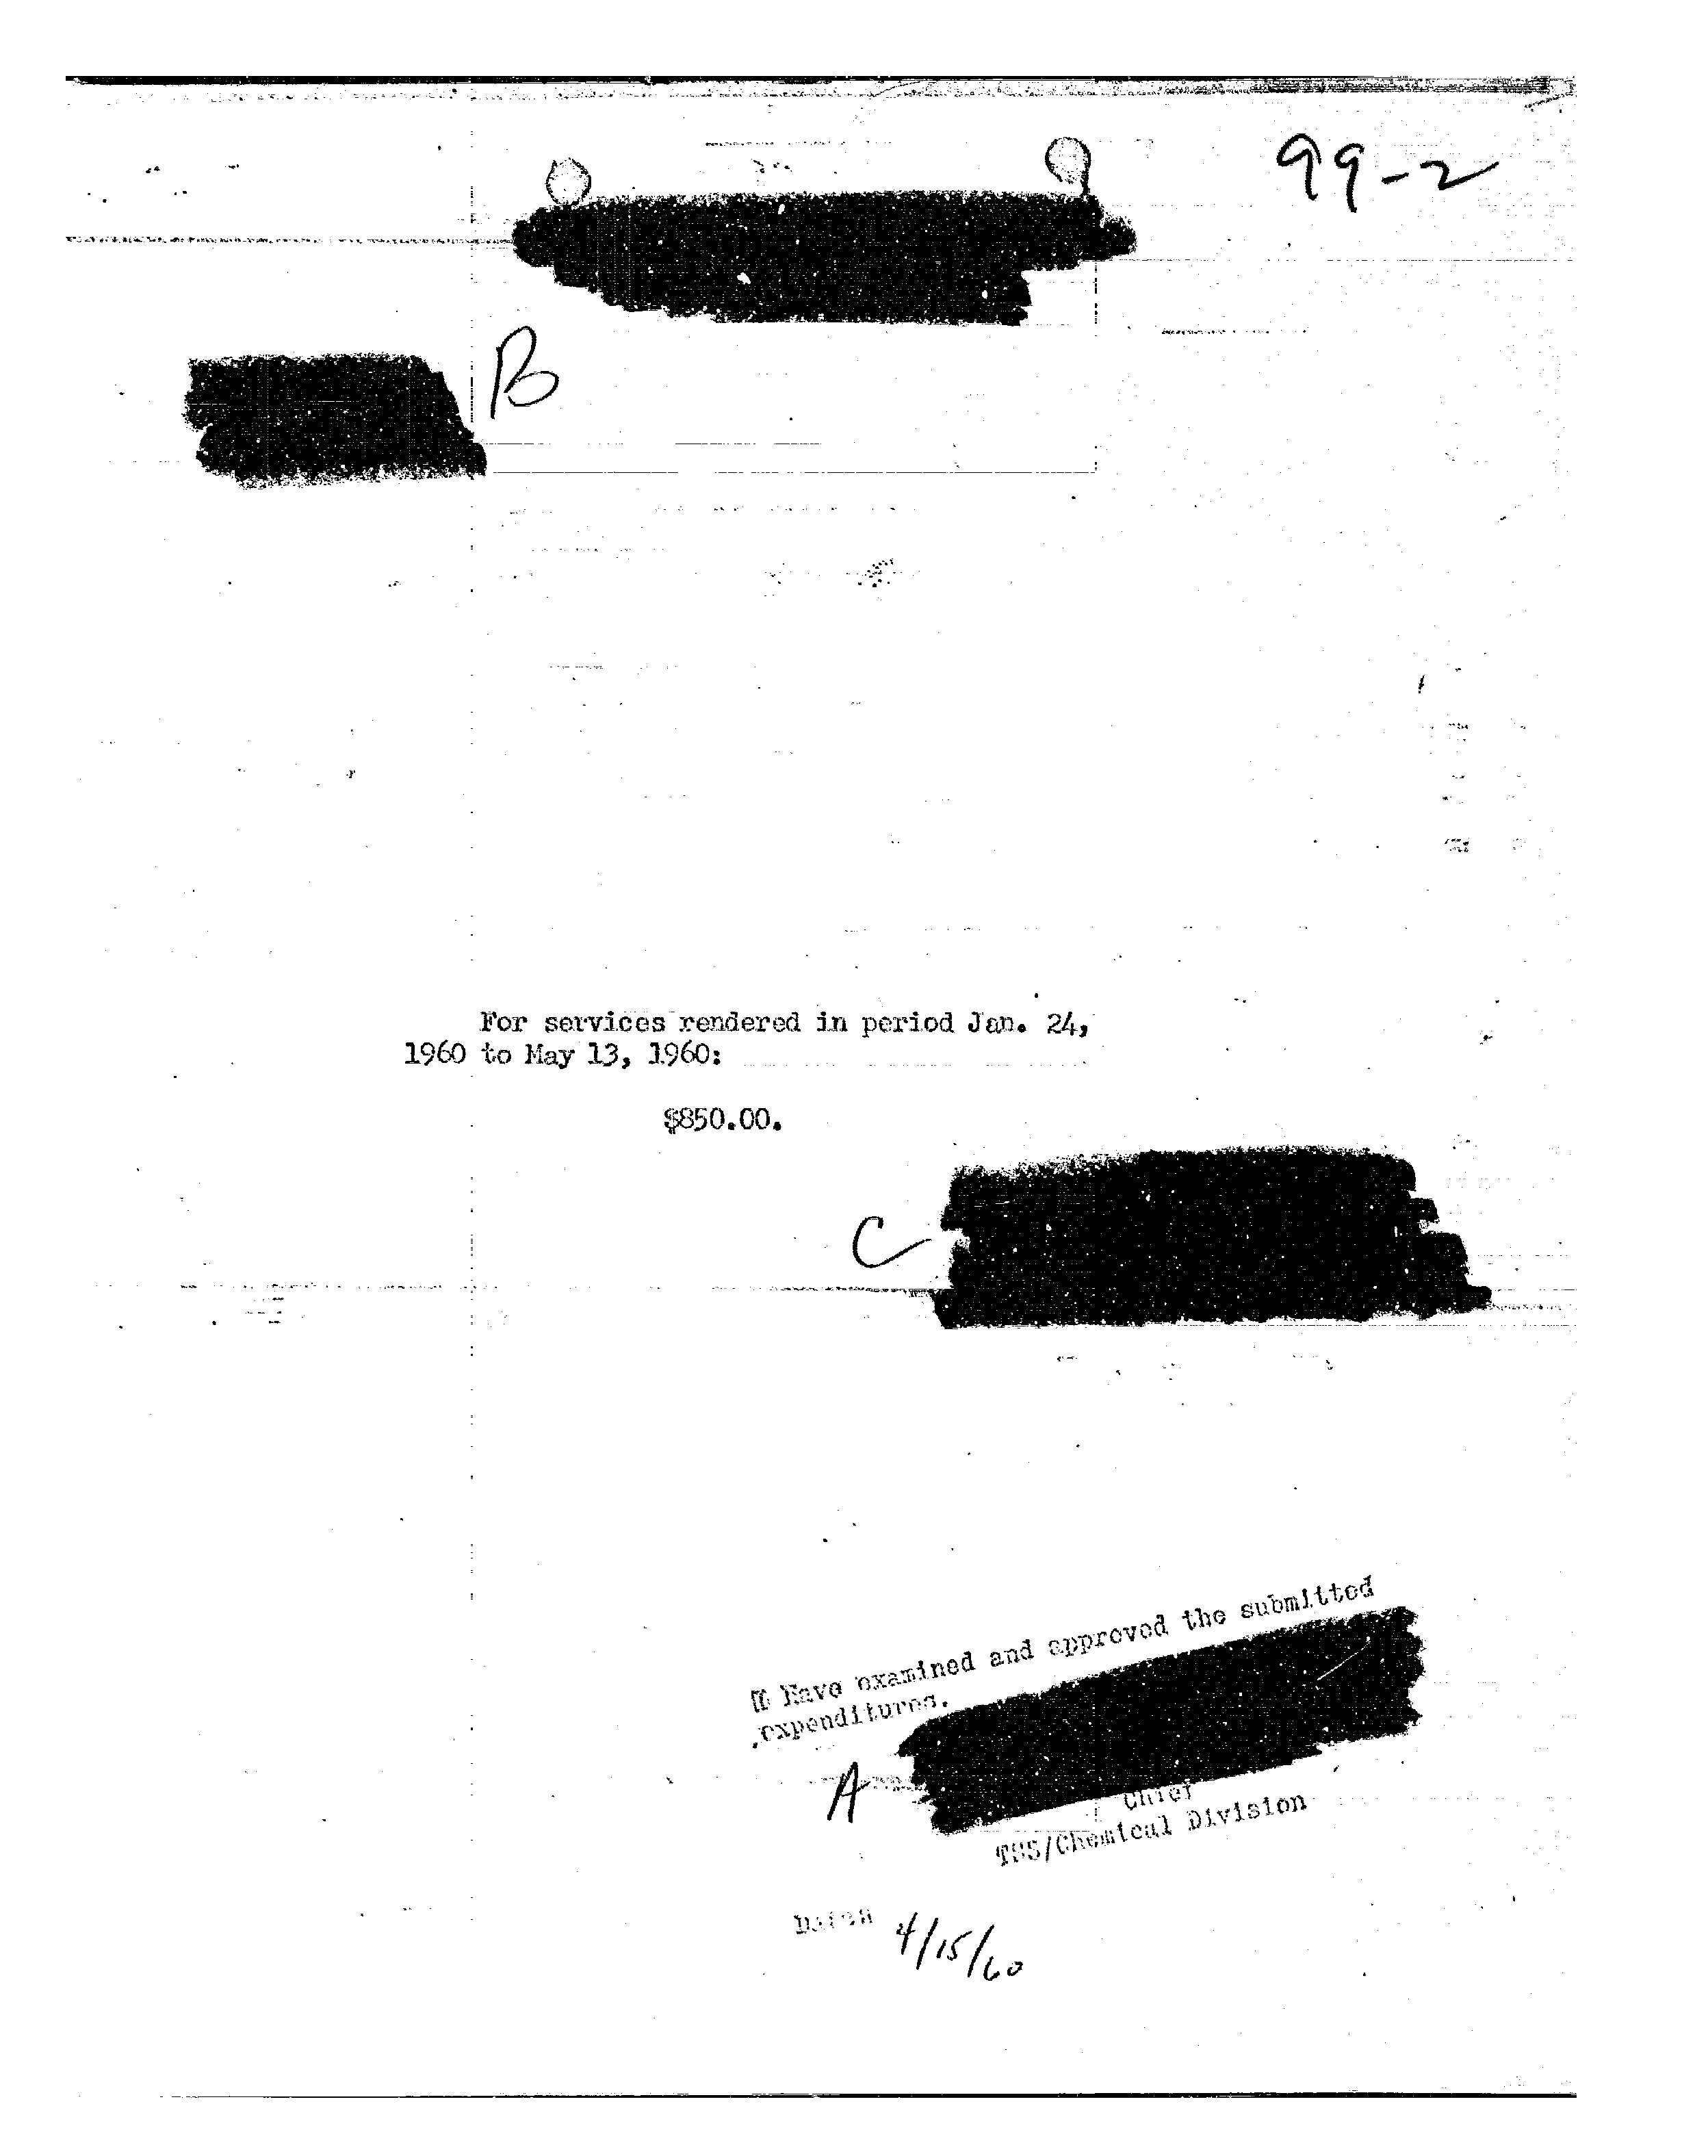 99-2
B
For services rendered in period Jan. 24,
1960 to May 13, 1960:
$850.00.
C
I Have examined and approved the submitted
expenditures.
A
Chief
TSS/Chemical Division
Date: 4/15/60